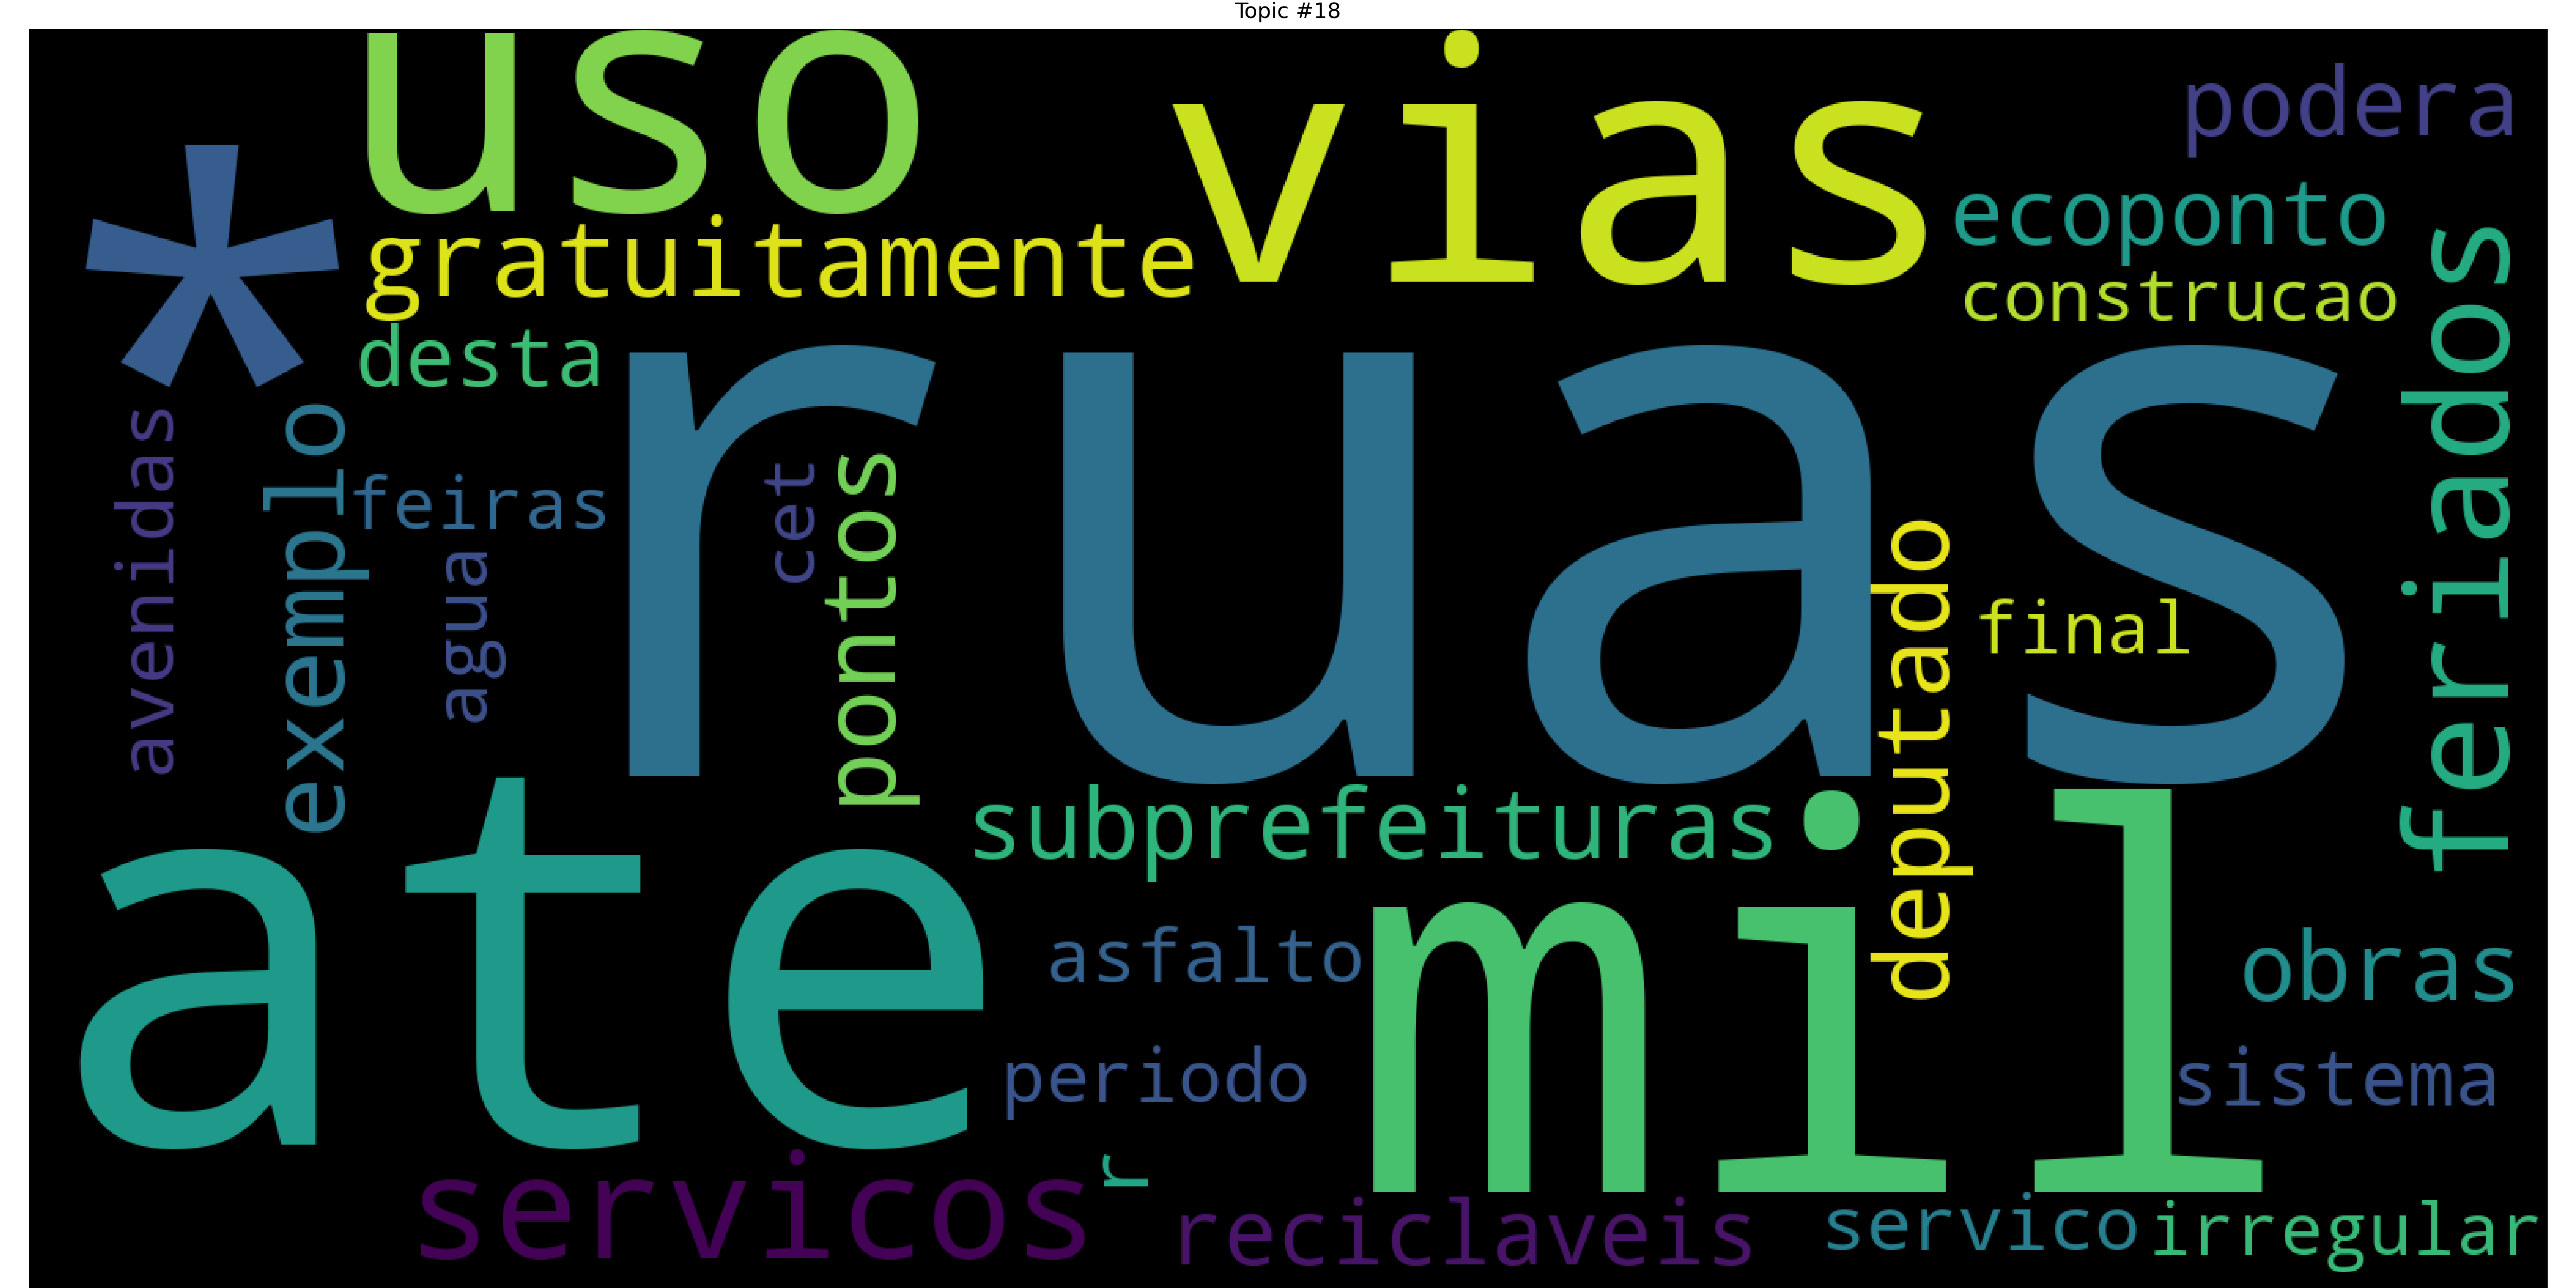 Topic #18
uso
vias
podera
*
gratuitamente
ecoponto
construcao
feriados
desta
ruas
avenidas
exemplo
feiras
cet
pontos
agua
deputado
final
ate
subprefeituras
mil
asfalto
obras
periodo
sistema
r
servicos
reciclaveis
servico
irregular